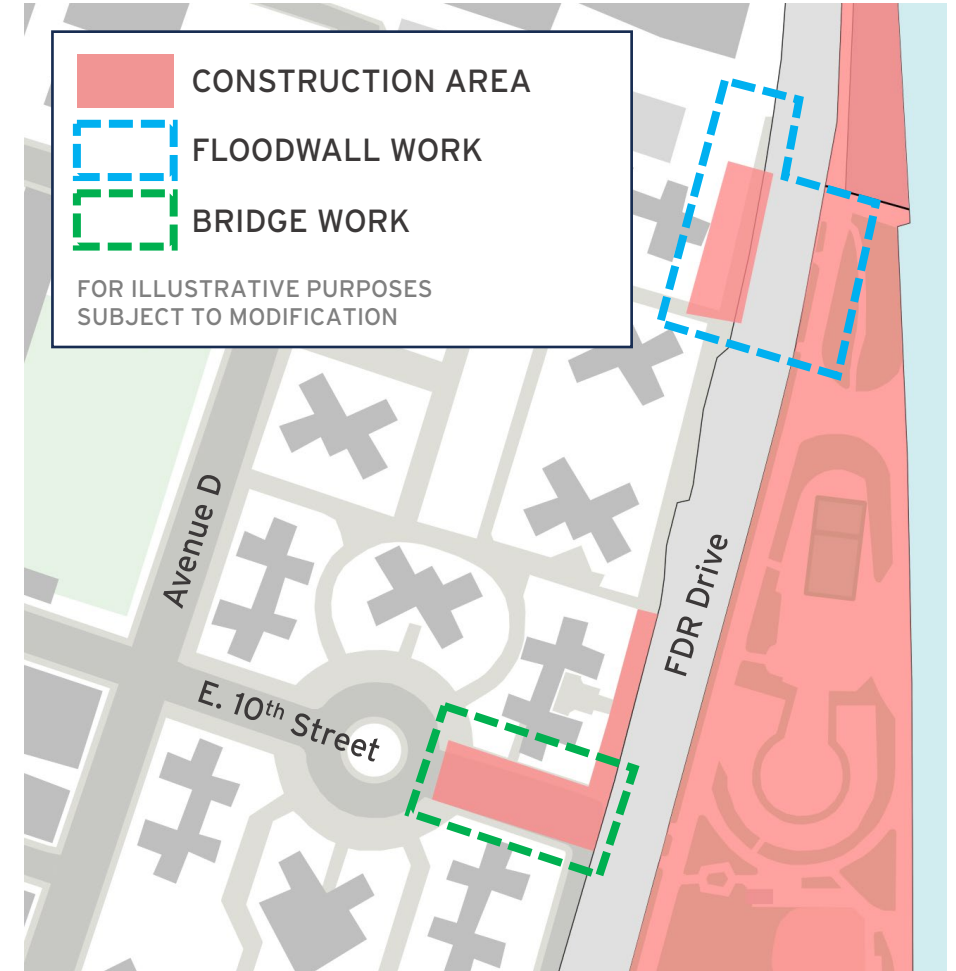 CONSTRUCTION AREA
FLOODWALL WORK
BRIDGE WORK
FOR ILLUSTRATIVE PURPOSES
SUBJECT TO MODIFICATION
Avenue D
FDR Drive
E. 10th Street